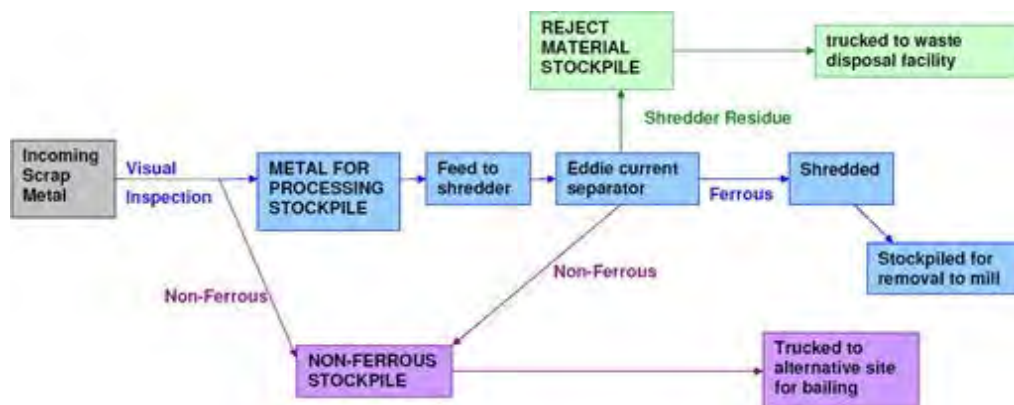 REJECT
MATERIAL
STOCKPILE
trucked to waste
disposal facility
Shredder Residue
Incoming
Scrap
Metal
Visual
Inspection
METAL FOR
PROCESSING
STOCKPILE
Feed to
shredder
Eddie current
separator
Ferrous
Shredded
Stockpiled for
removal to mill
Non-Ferrous
Non-Ferrous
NON-FERROUS
STOCKPILE
Trucked to
alternative site
for bailing